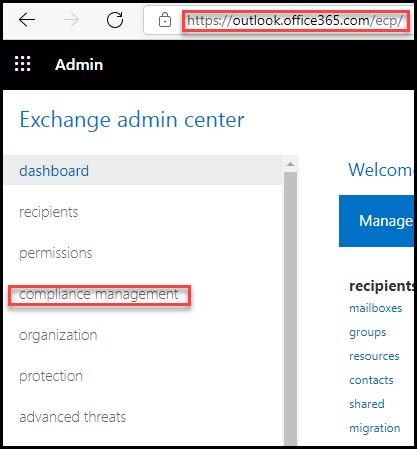 https://outlook.office365.com/ecp/
Admin
Exchange admin center
dashboard
recipients
permissions
compliance management
organization
protection
advanced threats
Welcome
Manage
recipients
mailboxes
groups
resources
contacts
shared
migration